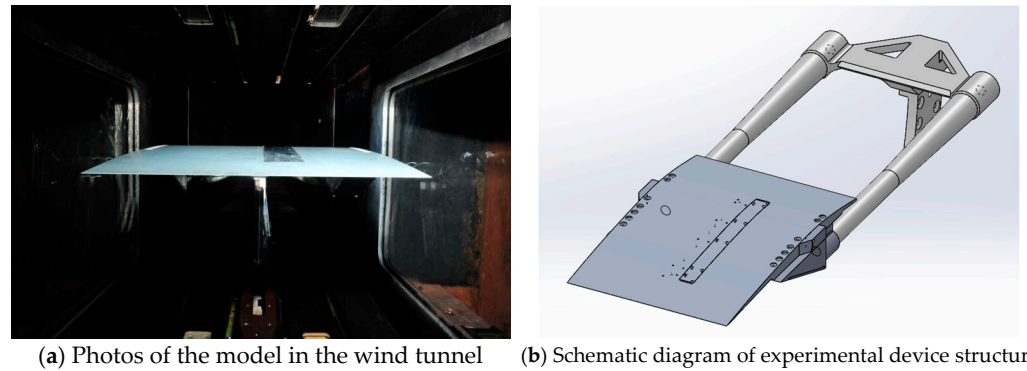 (a) Photos of the model in the wind tunnel
(b) Schematic diagram of experimental device structur